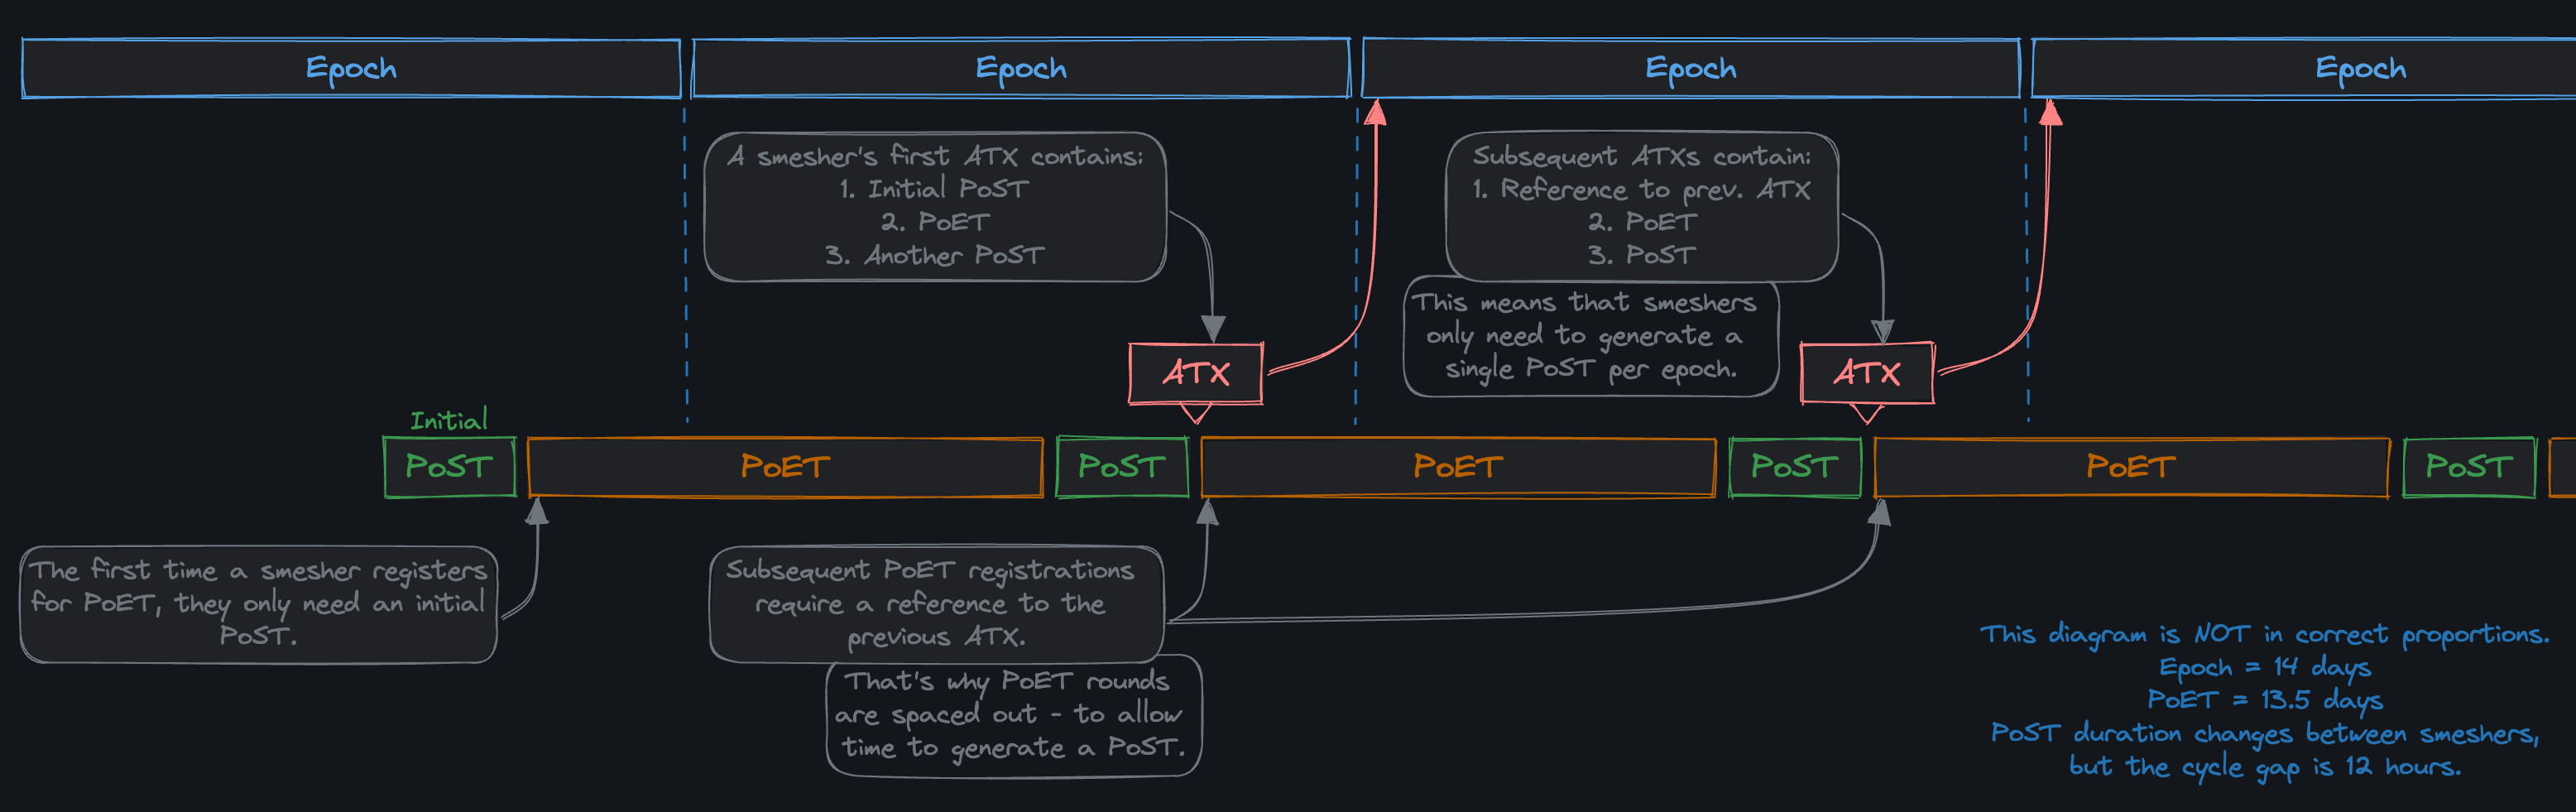 Epoch
Epoch
Epoch
Epoch
A smesher's first ATX contains:
1. Initial PoST
2. PoET
3. Another PoST
Subsequent ATXs contain:
1. Reference to prev. ATX
2. PoET
3. PoST
This means that smeshers
only need to generate a
single PoST per epoch.
ATX
ATX
Initial
PoST
PoET
PoST
PoET
PoST
PoET
PoST
The first time a smesher registers
for PoET, they only need an initial
PoST.
Subsequent PoET registrations
require a reference to the
previous ATX.
That's why PoET rounds
are spaced out - to allow
time to generate a PoST.
This diagram is NOT in correct proportions.
Epoch = 14 days
PoET = 13.5 days
PoST duration changes between smeshers,
but the cycle gap is 12 hours.